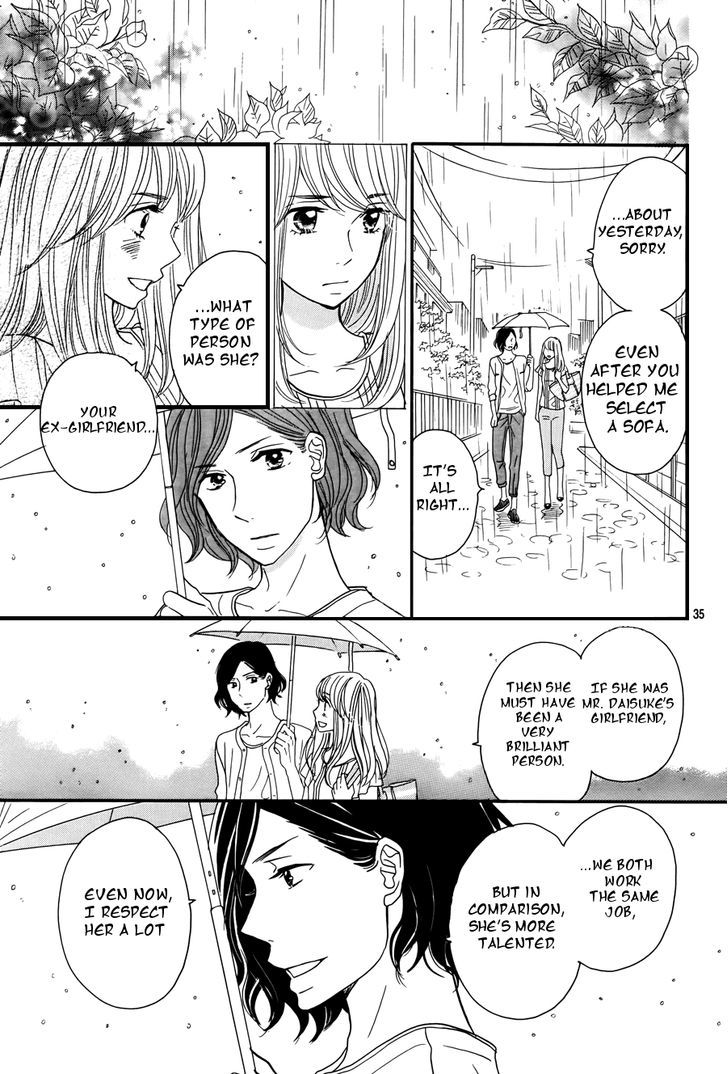 ...ABOUT
YESTERDAY,
SORRY.
EVEN
AFTER YOU
HELPED ME
SELECT
A SOFA.
IT'S
ALL
RIGHT...
...WHAT
TYPE OF
PERSON
WAS SHE?
YOUR
EX-GIRLFRIEND...
35
IF SHE WAS
MR. DAISUKE'S
GIRLFRIEND,
THEN SHE
MUST HAVE
BEEN A
VERY
BRILLIANT
PERSON.
...WE BOTH
WORK
THE SAME
JOB,
BUT IN
COMPARISON,
SHE'S MORE
TALENTED.
EVEN NOW,
I RESPECT
HER A LOT